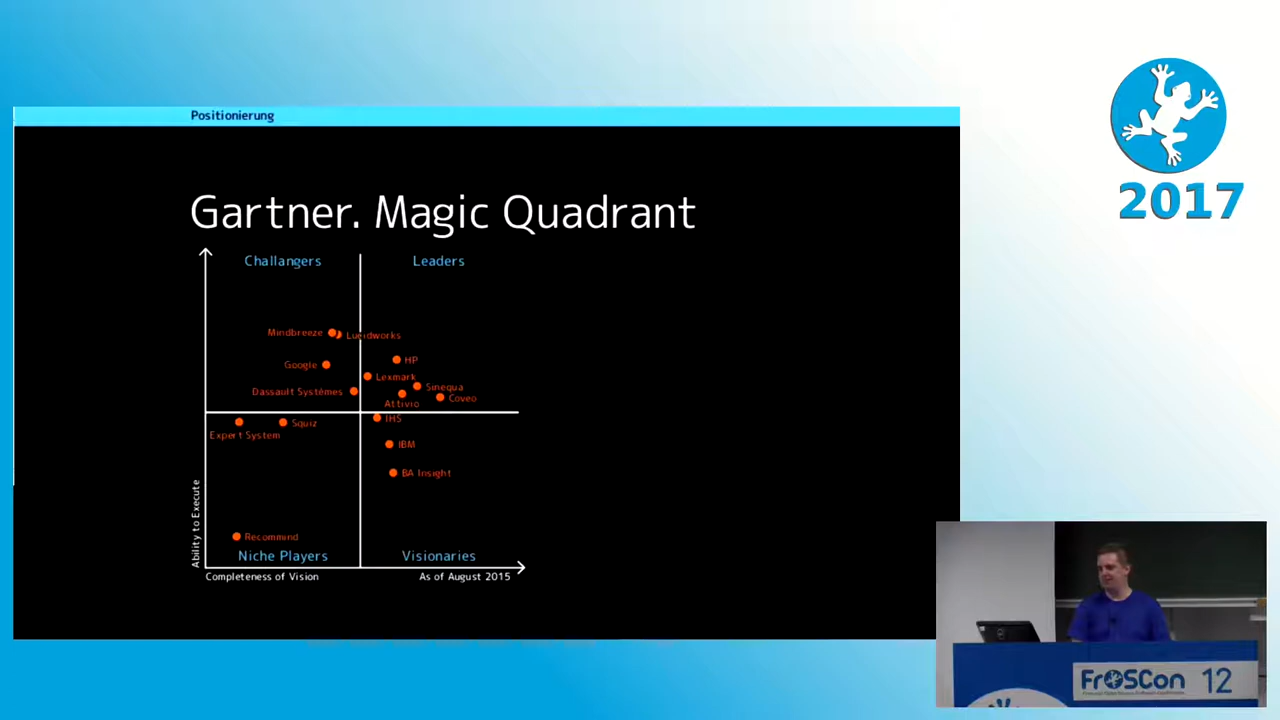 Positionierung
2017
Gartner. Magic Quadrant
Challangers
Leaders
Mindbreeze
Lucidworks
HP
Google
Lexmark
Sinequa
Dassault Systèmes
Coveo
Attivio
IHS
Squiz
Expert System
IBM
BA Insight
Ability to Execute
Recommind
Niche Players
Visionaries
Completeness of Vision
As of August 2015
FrOSCon 12